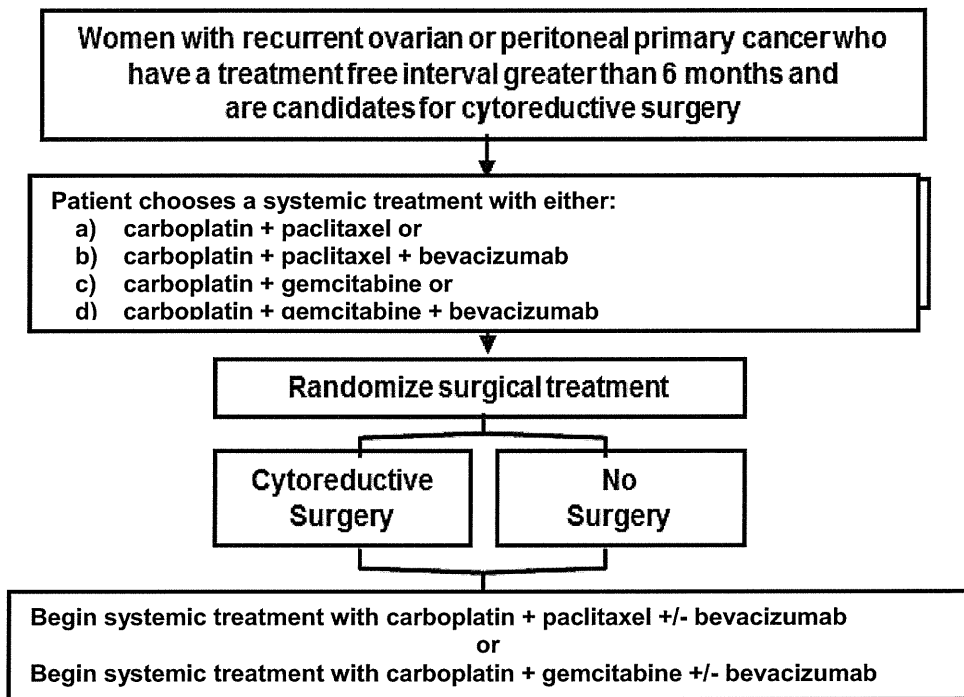 Women with recurrent ovarian or peritoneal primary cancer who
have a treatment free interval greater than 6 months and
are candidates for cytoreductive surgery
Patient chooses a systemic treatment with either:
a) carboplatin + paclitaxel or
b) carboplatin + paclitaxel + bevacizumab
c) carboplatin + gemcitabine or
d) carboplatin + gemcitabine + bevacizumab
Randomize surgical treatment
Cytoreductive
Surgery
No
Surgery
Begin systemic treatment with carboplatin + paclitaxel +/- bevacizumab
or
Begin systemic treatment with carboplatin + gemcitabine +/- bevacizumab